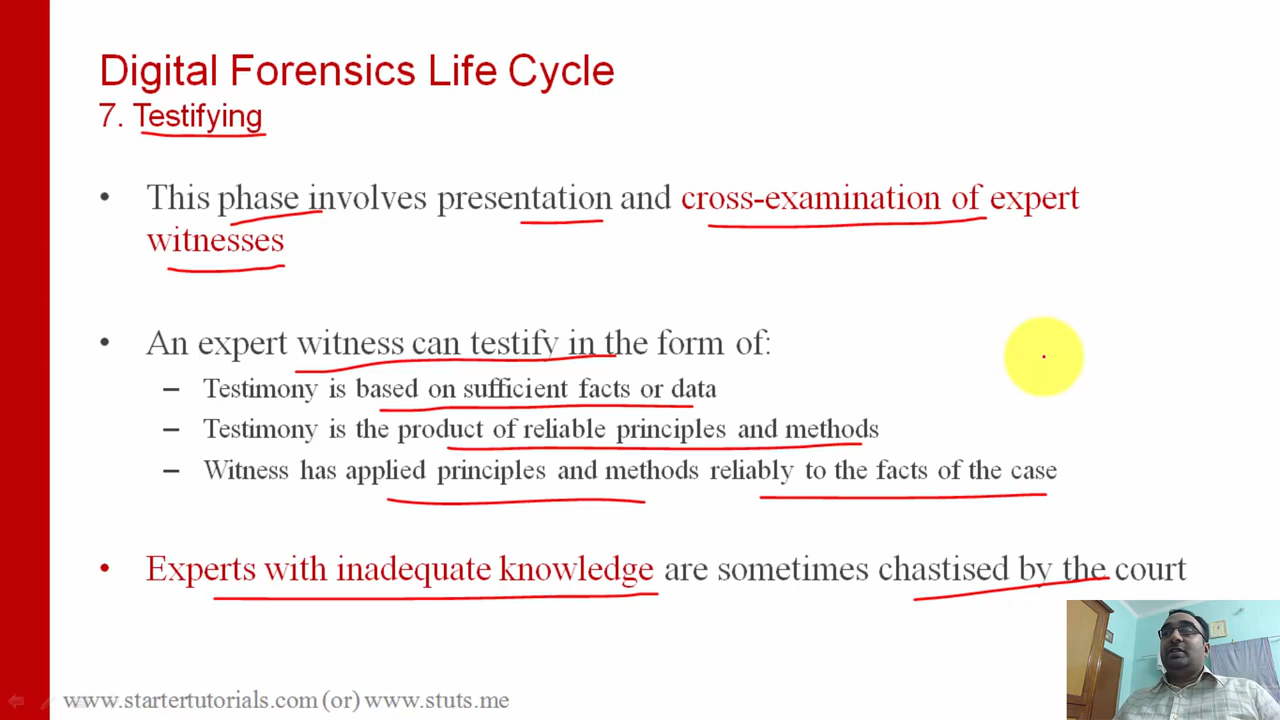 Digital Forensics Life Cycle
7. Testifying
• This phase involves presentation and cross-examination of expert
witnesses
• An expert witness can testify in the form of:
– Testimony is based on sufficient facts or data
– Testimony is the product of reliable principles and methods
– Witness has applied principles and methods reliably to the facts of the case
• Experts with inadequate knowledge are sometimes chastised by the court
www.startertutorials.com (or) www.stuts.me